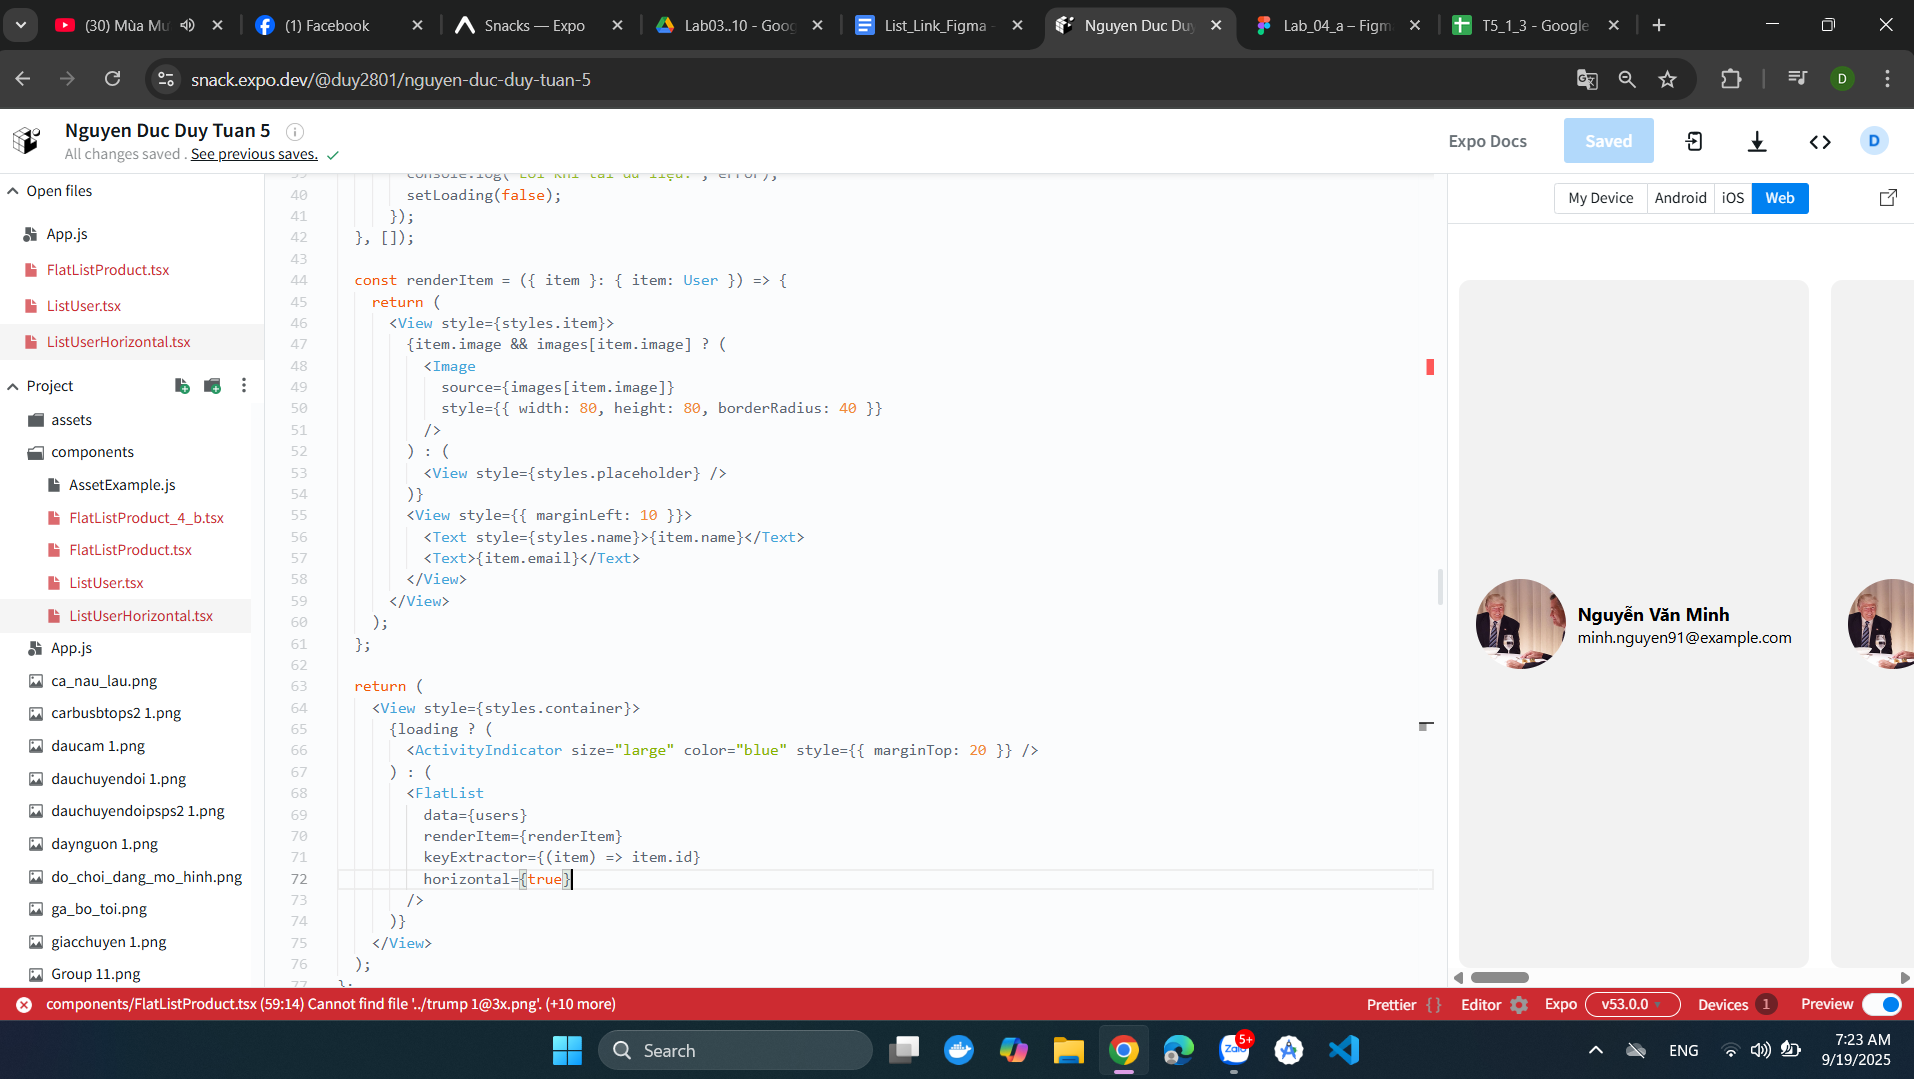 (30) Mùa Mư
(1) Facebook
Snacks — Expo
Lab03..10 - Goog
List_Link_Figma -
Nguyen Duc Duy
Lab_04_a – Figm
T5_1_3 - Google
snack.expo.dev/@duy2801/nguyen-duc-duy-tuan-5
D
Nguyen Duc Duy Tuan 5
All changes saved . See previous saves.
Expo Docs
Saved
D
Open files
App.js
FlatListProduct.tsx
ListUser.tsx
ListUserHorizontal.tsx
Project
assets
components
AssetExample.js
FlatListProduct_4_b.tsx
FlatListProduct.tsx
ListUser.tsx
ListUserHorizontal.tsx
App.js
ca_nau_lau.png
carbusbtops2 1.png
daucam 1.png
dauchuyendoi 1.png
dauchuyendoipsps2 1.png
daynguon 1.png
do_choi_dang_mo_hinh.png
ga_bo_toi.png
giacchuyen 1.png
Group 11.png
40 setLoading(false);
41 });
42 }, []);
43
44 const renderItem = ({ item }: { item: User }) => {
45 return (
46 <View style={styles.item}>
47 {item.image && images[item.image] ? (
48 <Image
49 source={images[item.image]}
50 style={{ width: 80, height: 80, borderRadius: 40 }}
51 />
52 ) : (
53 <View style={styles.placeholder} />
54 )}
55 <View style={{ marginLeft: 10 }}>
56 <Text style={styles.name}>{item.name}</Text>
57 <Text>{item.email}</Text>
58 </View>
59 </View>
60 );
61 };
62
63 return (
64 <View style={styles.container}>
65 {loading ? (
66 <ActivityIndicator size="large" color="blue" style={{ marginTop: 20 }} />
67 ) : (
68 <FlatList
69 data={users}
70 renderItem={renderItem}
71 keyExtractor={(item) => item.id}
72 horizontal={true}
73 />
74 )}
75 </View>
76 );
77 };
My Device
Android
iOS
Web
Nguyễn Văn Minh
minh.nguyen91@example.com
components/FlatListProduct.tsx (59:14) Cannot find file '../trump 1@3x.png'. (+10 more)
Prettier { }
Editor
Expo
v53.0.0
Devices 1
Preview
Search
Zalo
5+
ENG
7:23 AM
9/19/2025